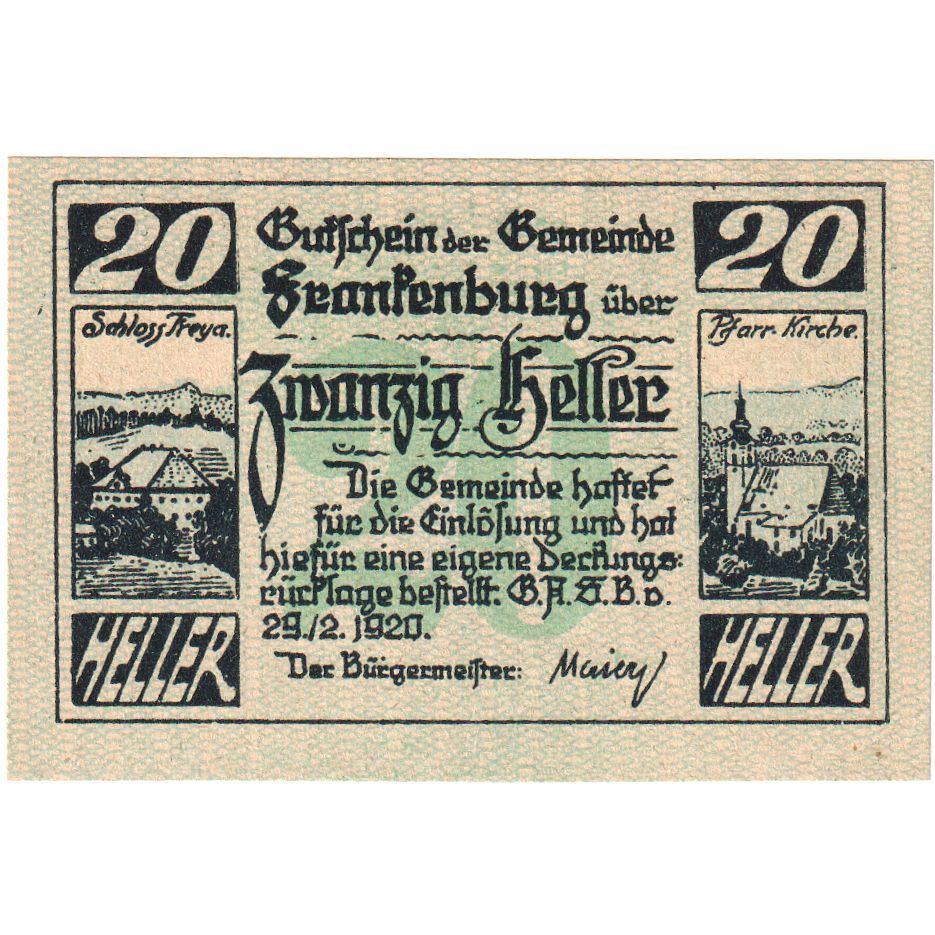 20
20
Gutschein der Gemeinde
Frankenburg über
Schloss Freya.
Pfarr-Kirche.
Zwanzig Heller
20
Die Gemeinde haftet
für die Einlösung und hat
hiefür eine eigene Deckungs-
rücklage bestellt. G.A.S.B.v.
29./2. 1920.
Der Bürgermeister:
HELLER
HELLER